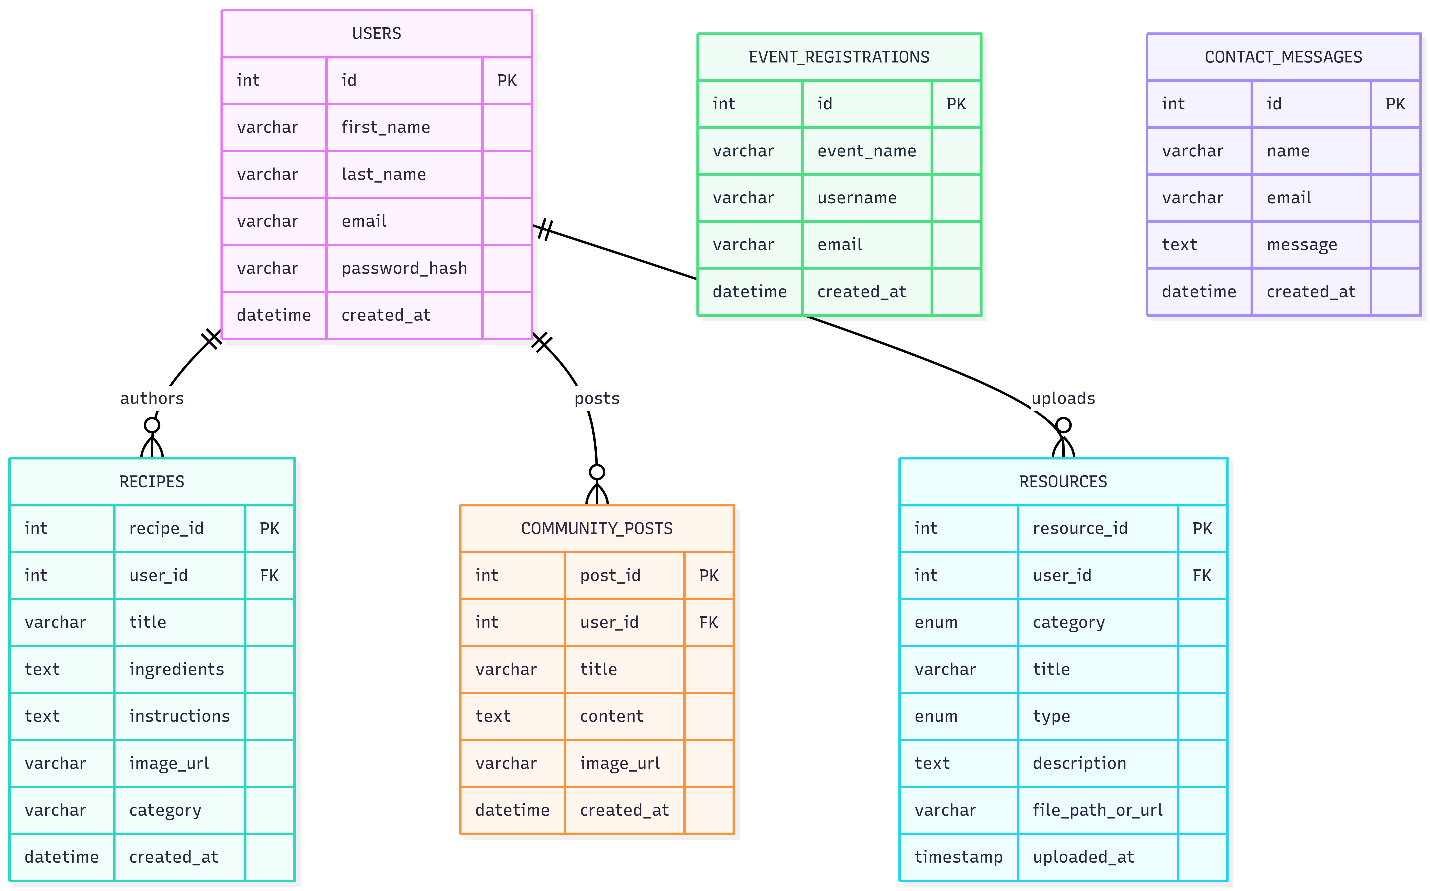 USERS
int id PK
varchar first_name
varchar last_name
varchar email
varchar password_hash
datetime created_at
EVENT_REGISTRATIONS
int id PK
varchar event_name
varchar username
varchar email
datetime created_at
CONTACT_MESSAGES
int id PK
varchar name
varchar email
text message
datetime created_at
authors
posts
uploads
RECIPES
int recipe_id PK
int user_id FK
varchar title
text ingredients
text instructions
varchar image_url
varchar category
datetime created_at
COMMUNITY_POSTS
int post_id PK
int user_id FK
varchar title
text content
varchar image_url
datetime created_at
RESOURCES
int resource_id PK
int user_id FK
enum category
varchar title
enum type
text description
varchar file_path_or_url
timestamp uploaded_at